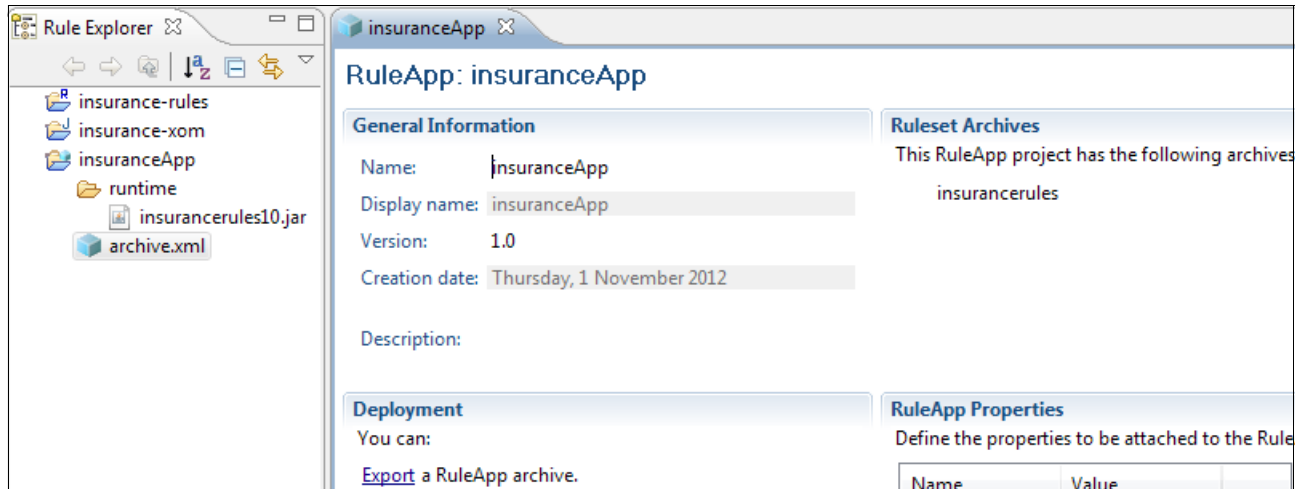 Rule Explorer
insurance-rules
insurance-xom
insuranceApp
runtime
insurancerules10.jar
archive.xml
insuranceApp
RuleApp: insuranceApp
General Information
Name: insuranceApp
Display name: insuranceApp
Version: 1.0
Creation date: Thursday, 1 November 2012
Description:
Deployment
You can:
Export a RuleApp archive.
Ruleset Archives
This RuleApp project has the following archives
insurancerules
RuleApp Properties
Define the properties to be attached to the Rule
Name Value